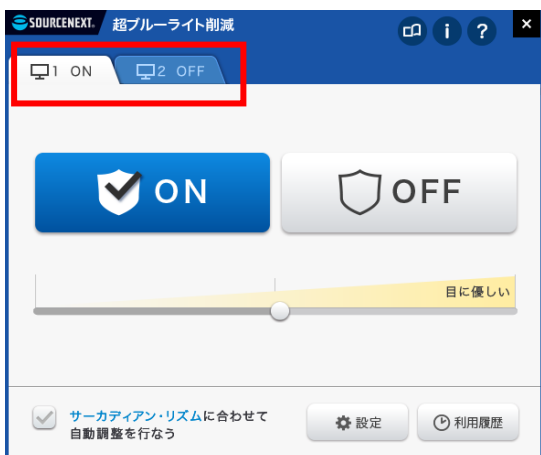 SOURCENEXT. 超ブルーライト削減
i ? ×
1 ON 2 OFF
ON OFF
目に優しい
サーカディアン・リズムに合わせて
自動調整を行なう
設定 利用履歴